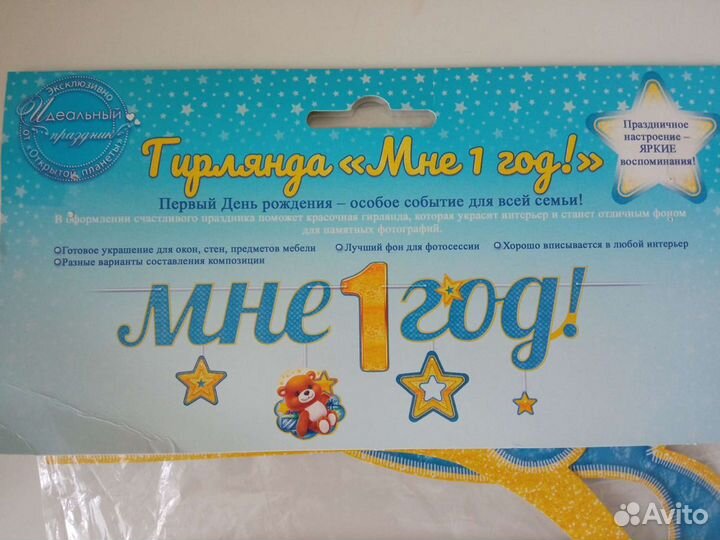 Эксклюзивно
Идеальный
праздник
от «Открытой планеты»
Праздничное
настроение –
ЯРКИЕ
воспоминания!
Гирлянда «Мне 1 год!»
Первый День рождения – особое событие для всей семьи!
В оформлении счастливого праздника поможет красочная гирлянда, которая украсит интерьер и станет отличным фоном
для памятных фотографий.
Готовое украшение для окон, стен, предметов мебели Лучший фон для фотосессии Хорошо вписывается в любой интерьер
Разные варианты составления композиции
мне 1 год!
Avito